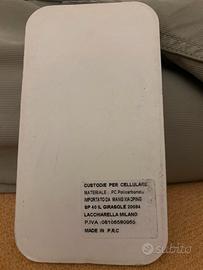 CUSTODIE PER CELLULARE
MATERIALE : PC Policarbonato
IMPORTATO DA WANG XIAOPING
SP 40 IL GIRASOLE 20084
LACCHIARELLA MILANO
P.IVA :08106580960
MADE IN P.R.C
subito